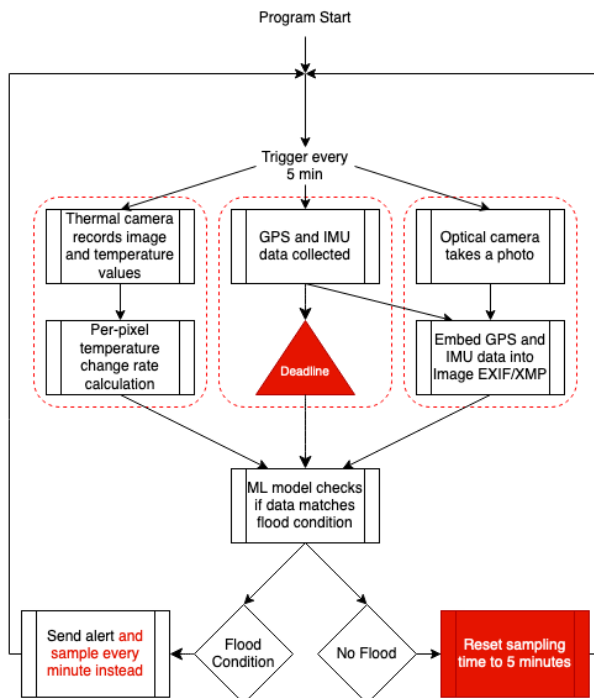 Program Start
Trigger every
5 min
Thermal camera
records image
and temperature
values
GPS and IMU
data collected
Optical camera
takes a photo
Per-pixel
temperature
change rate
calculation
Deadline
Embed GPS and
IMU data into
Image EXIF/XMP
ML model checks
if data matches
flood condition
Send alert and
sample every
minute instead
Flood
Condition
No Flood
Reset sampling
time to 5 minutes